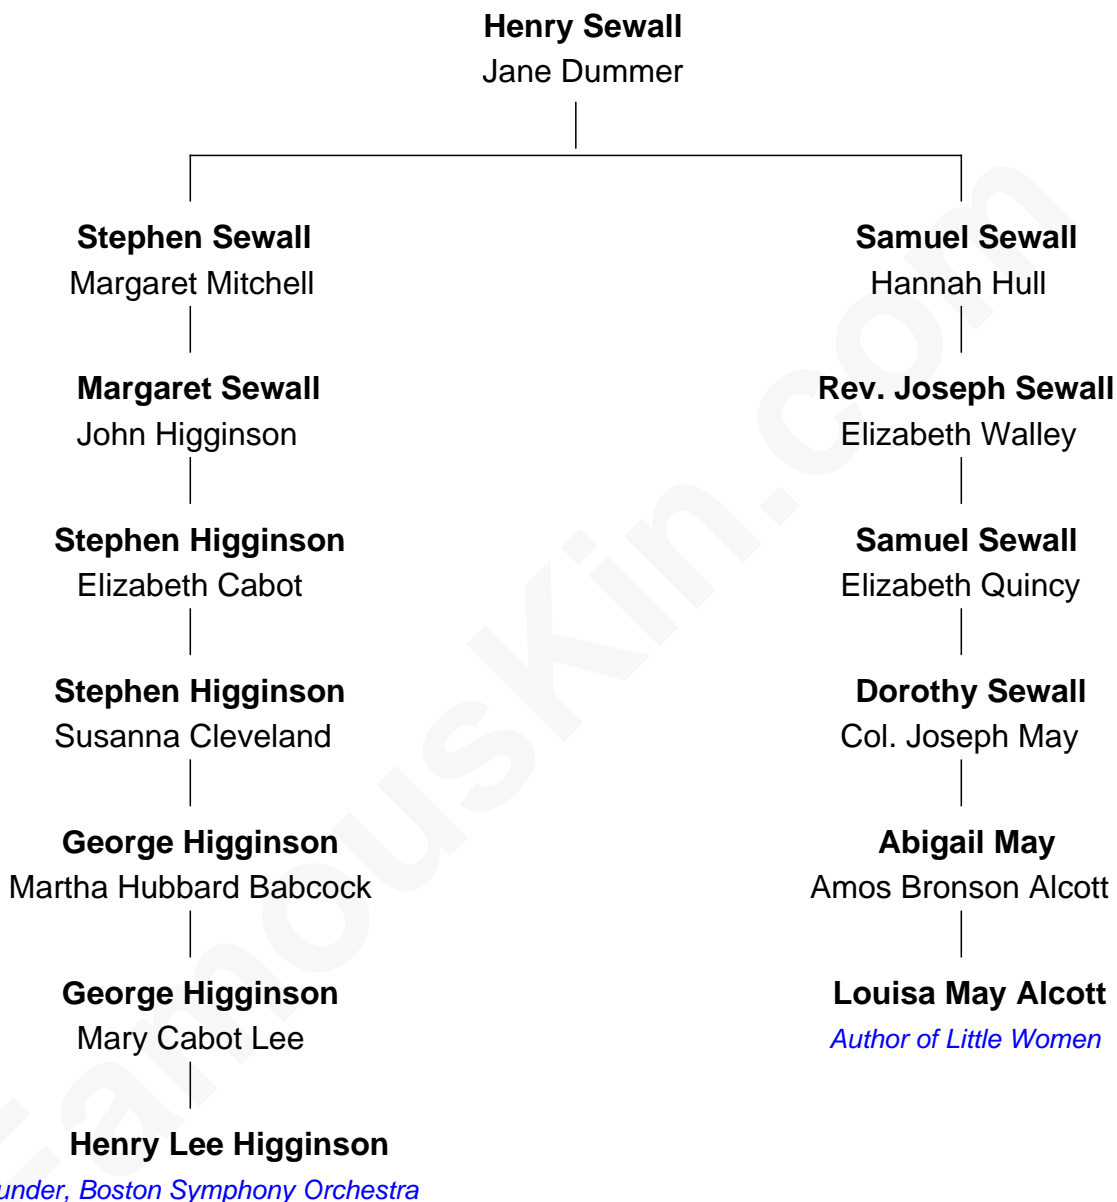 Henry Sewall
Jane Dummer
Stephen Sewall
Margaret Mitchell
Samuel Sewall
Hannah Hull
Margaret Sewall
John Higginson
Rev. Joseph Sewall
Elizabeth Walley
Stephen Higginson
Elizabeth Cabot
Samuel Sewall
Elizabeth Quincy
Stephen Higginson
Susanna Cleveland
Dorothy Sewall
Col. Joseph May
George Higginson
Martha Hubbard Babcock
Abigail May
Amos Bronson Alcott
George Higginson
Mary Cabot Lee
Louisa May Alcott
Author of Little Women
Henry Lee Higginson
under, Boston Symphony Orchestra
FamousKin.com